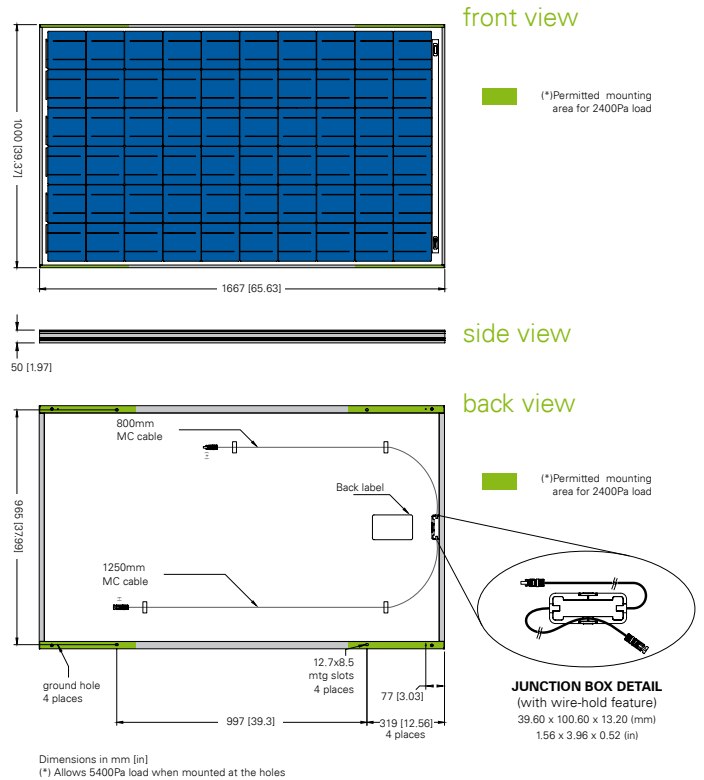 front view
(*)Permitted mounting
area for 2400Pa load
1000 [39.37]
1667 [65.63]
side view
50 [1.97]
back view
800mm
MC cable
(*)Permitted mounting
area for 2400Pa load
Back label
965 [37.99]
1250mm
MC cable
12.7x8.5
mtg slots
4 places
ground hole
4 places
77 [3.03]
997 [39.3]
319 [12.56]
4 places
JUNCTION BOX DETAIL
(with wire-hold feature)
39.60 x 100.60 x 13.20 (mm)
1.56 x 3.96 x 0.52 (in)
Dimensions in mm [in]
(*) Allows 5400Pa load when mounted at the holes